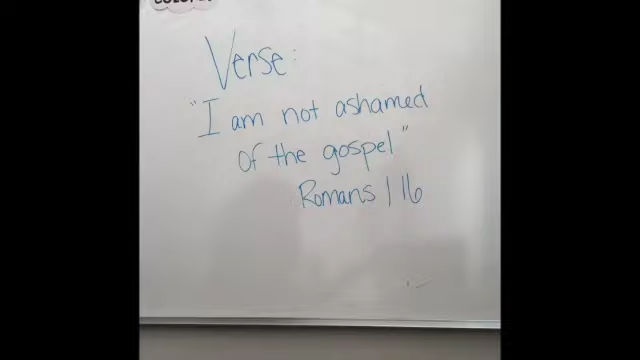 Verse:
"I am not ashamed
of the gospel"
Romans 1 16